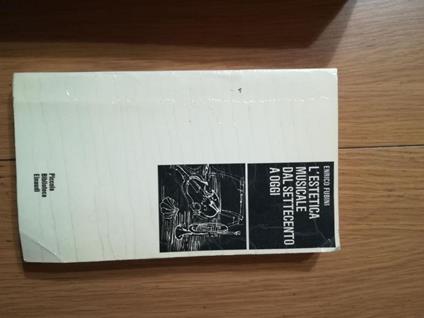 ENRICO FUBINI
L'ESTETICA
MUSICALE
DAL SETTECENTO
A OGGI
Piccola
Biblioteca
Einaudi